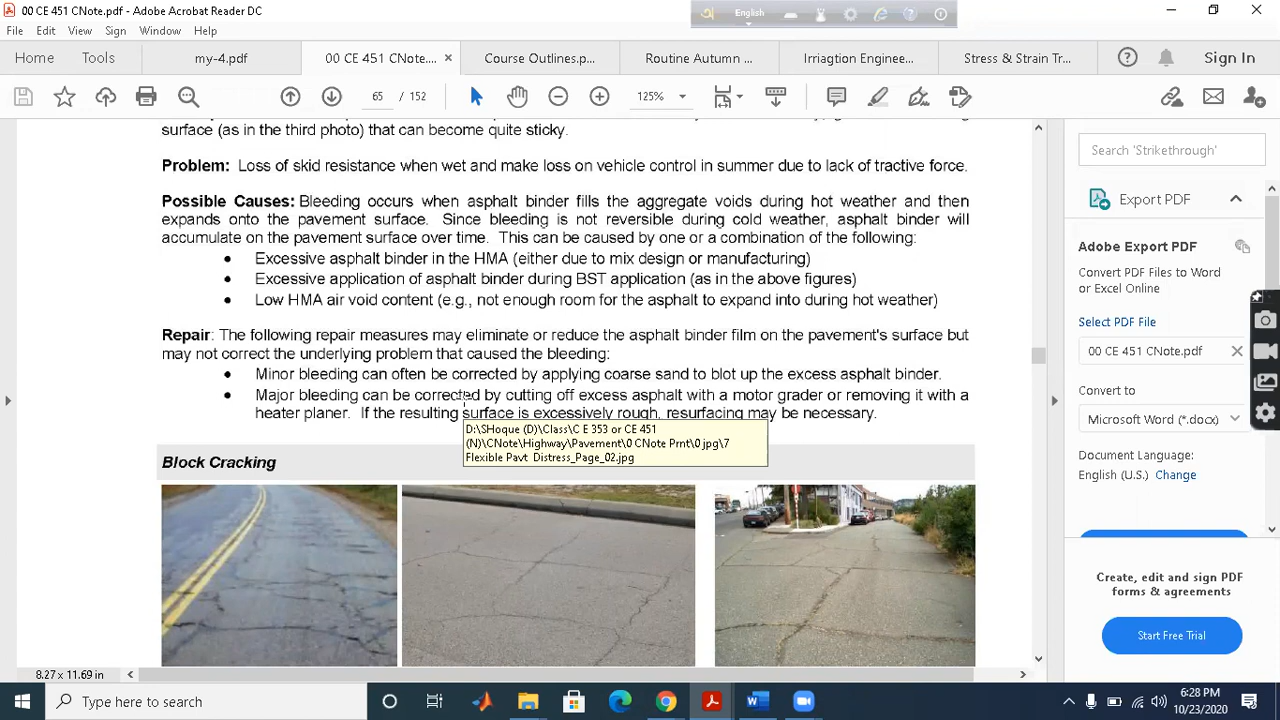 00 CE 451 CNote.pdf - Adobe Acrobat Reader DC
English
File Edit View Sign Window Help
Home Tools my-4.pdf 00 CE 451 CNote.... × Course Outlines.p... Routine Autumn ... Irriagtion Enginee... Stress & Strain Tr... Sign In
65 / 152 125%
surface (as in the third photo) that can become quite sticky.
Problem: Loss of skid resistance when wet and make loss on vehicle control in summer due to lack of tractive force.
Possible Causes: Bleeding occurs when asphalt binder fills the aggregate voids during hot weather and then
expands onto the pavement surface. Since bleeding is not reversible during cold weather, asphalt binder will
accumulate on the pavement surface over time. This can be caused by one or a combination of the following:
• Excessive asphalt binder in the HMA (either due to mix design or manufacturing)
• Excessive application of asphalt binder during BST application (as in the above figures)
• Low HMA air void content (e.g., not enough room for the asphalt to expand into during hot weather)
Repair: The following repair measures may eliminate or reduce the asphalt binder film on the pavement's surface but
may not correct the underlying problem that caused the bleeding:
• Minor bleeding can often be corrected by applying coarse sand to blot up the excess asphalt binder.
• Major bleeding can be corrected by cutting off excess asphalt with a motor grader or removing it with a
heater planer. If the resulting surface is excessively rough, resurfacing may be necessary.
D:\SHoque (D)\Class\C E 353 or CE 451
(N)\CNote\Highway\Pavement\0 CNote Prnt\0 jpg\7
Flexible Pavt Distress_Page_02.jpg
Block Cracking
Search 'Strikethrough'
Export PDF
Adobe Export PDF
Convert PDF Files to Word
or Excel Online
Select PDF File
00 CE 451 CNote.pdf
Convert to
Microsoft Word (*.docx)
Document Language:
English (U.S.) Change
Create, edit and sign PDF
forms & agreements
Start Free Trial
8.27 x 11.69 in
Type here to search
6:28 PM
10/23/2020